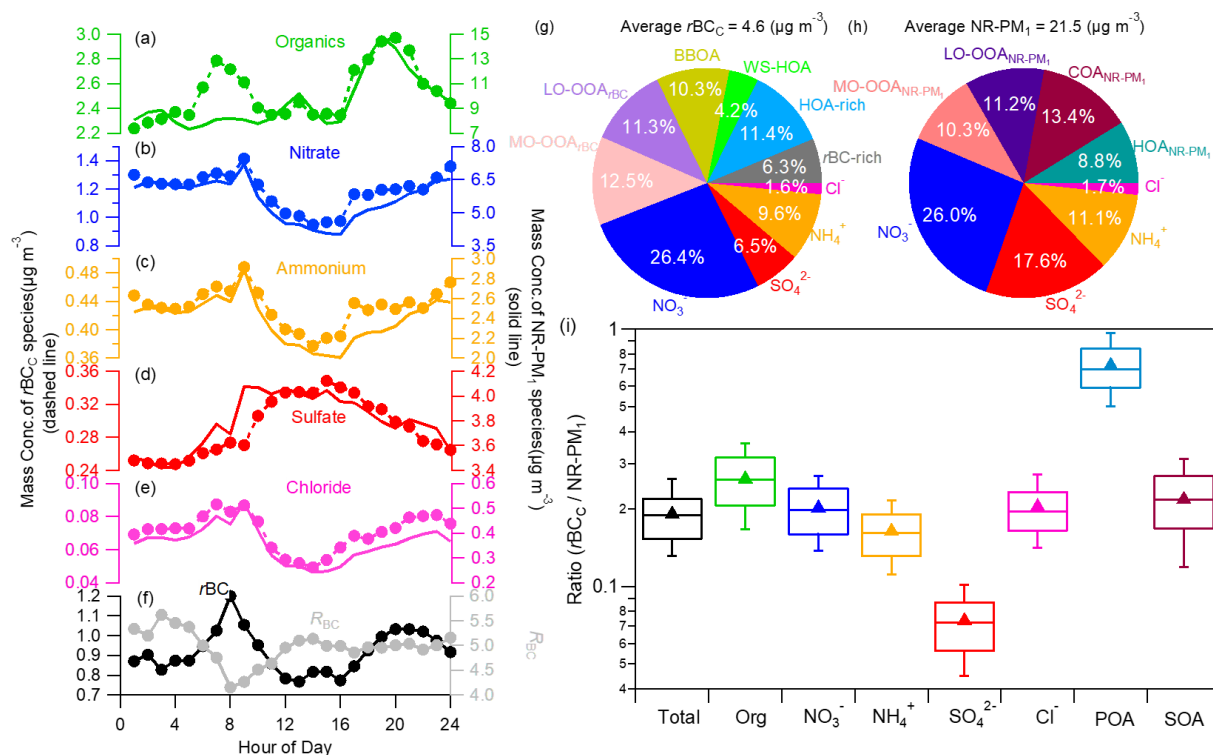 Mass Conc.of rBC_C species(µg m⁻³)
(dashed line)
Mass Conc.of NR-PM₁ species(µg m⁻³)
(solid line)
(a)
Organics
3.0
2.8
2.6
2.4
2.2
15
13
11
9
7
(b)
Nitrate
1.4
1.2
1.0
0.8
8.5
6.5
5.0
3.5
(c)
Ammonium
0.48
0.44
0.40
0.36
3.0
2.8
2.6
2.4
2.2
2.0
(d)
Sulfate
0.36
0.32
0.28
0.24
4.2
4.0
3.8
3.6
3.4
(e)
Chloride
0.10
0.08
0.06
0.04
0.6
0.5
0.4
0.3
0.2
(f)
rBC
R_BC
1.2
1.1
1.0
0.9
0.8
0.7
6.0
5.5
5.0
4.5
4.0
R_BC
0 4 8 12 16 20 24
Hour of Day
(g)
Average rBC_C = 4.6 (µg m⁻³)
BBOA
10.3%
WS-HOA
4.2%
HOA-rich
11.4%
rBC-rich
6.3%
Cl⁻
1.6%
NH₄⁺
9.6%
SO₄²⁻
6.5%
NO₃⁻
26.4%
MO-OOA_rBC
12.5%
LO-OOA_rBC
11.3%
(h)
Average NR-PM₁ = 21.5 (µg m⁻³)
LO-OOA_NR-PM₁
11.2%
COA_NR-PM₁
13.4%
HOA_NR-PM₁
8.8%
Cl⁻
1.7%
NH₄⁺
11.1%
SO₄²⁻
17.6%
NO₃⁻
26.0%
MO-OOA_NR-PM₁
10.3%
(i)
Ratio (rBC_C / NR-PM₁)
1
8
7
6
5
4
3
2
0.1
8
7
6
5
4
Total Org NO₃⁻ NH₄⁺ SO₄²⁻ Cl⁻ POA SOA